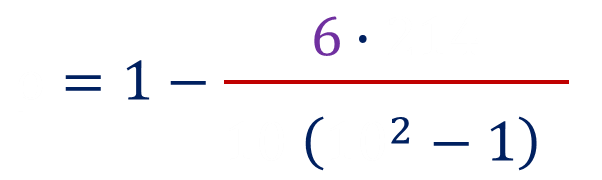 = 1 −
6 ·
( ² − 1)